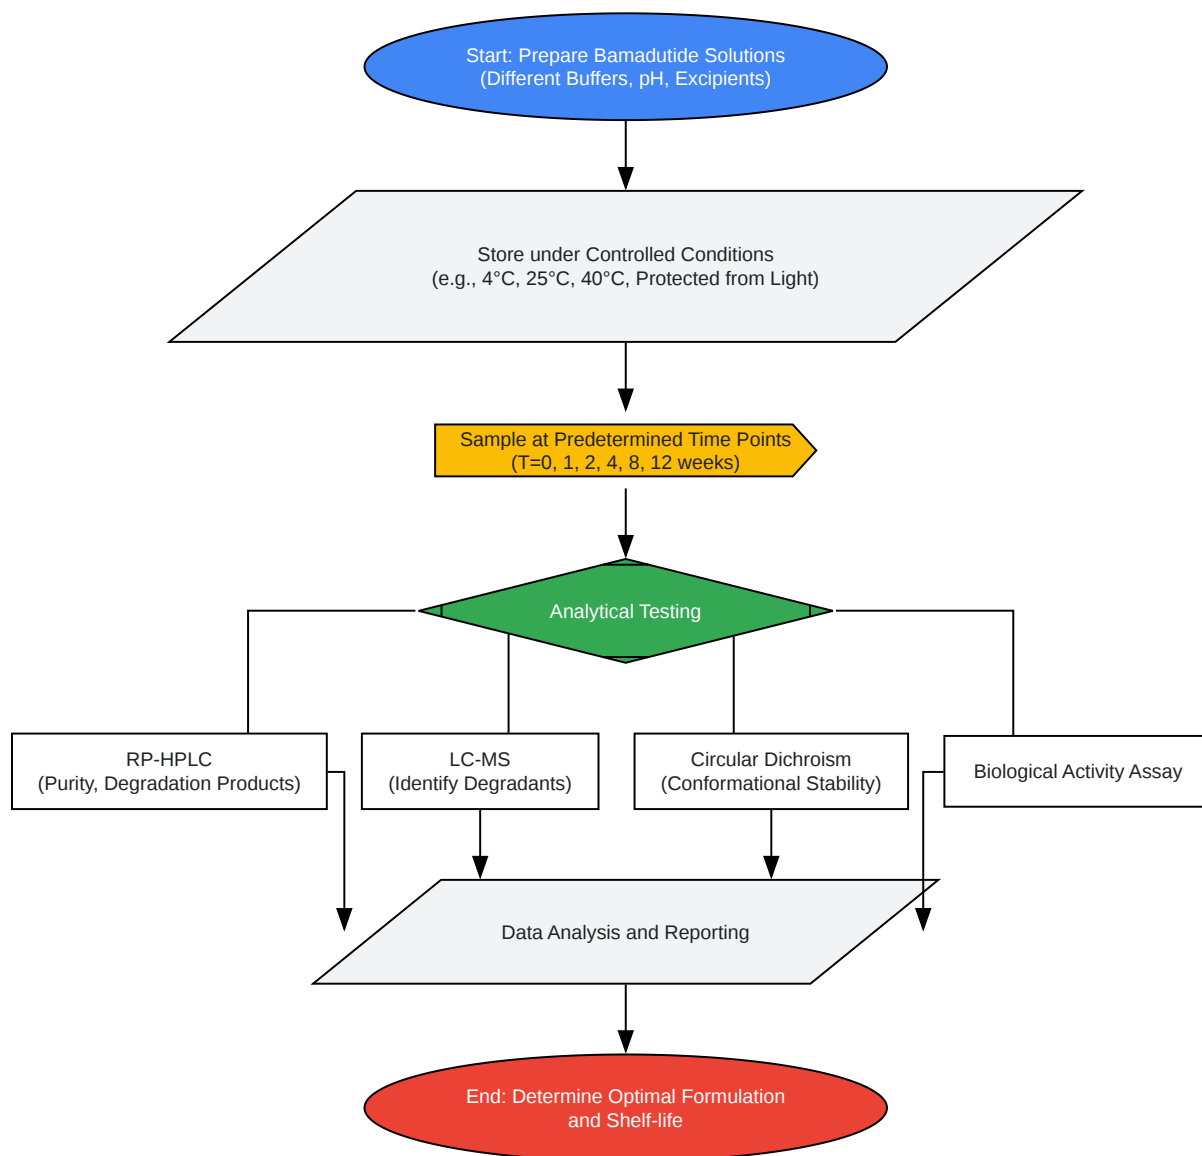 Start: Prepare Bamadutide Solutions
(Different Buffers, pH, Excipients)
Store under Controlled Conditions
(e.g., 4°C, 25°C, 40°C, Protected from Light)
Sample at Predetermined Time Points
(T=0, 1, 2, 4, 8, 12 weeks)
Analytical Testing
RP-HPLC
(Purity, Degradation Products)
LC-MS
(Identify Degradants)
Circular Dichroism
(Conformational Stability)
Biological Activity Assay
Data Analysis and Reporting
End: Determine Optimal Formulation
and Shelf-life